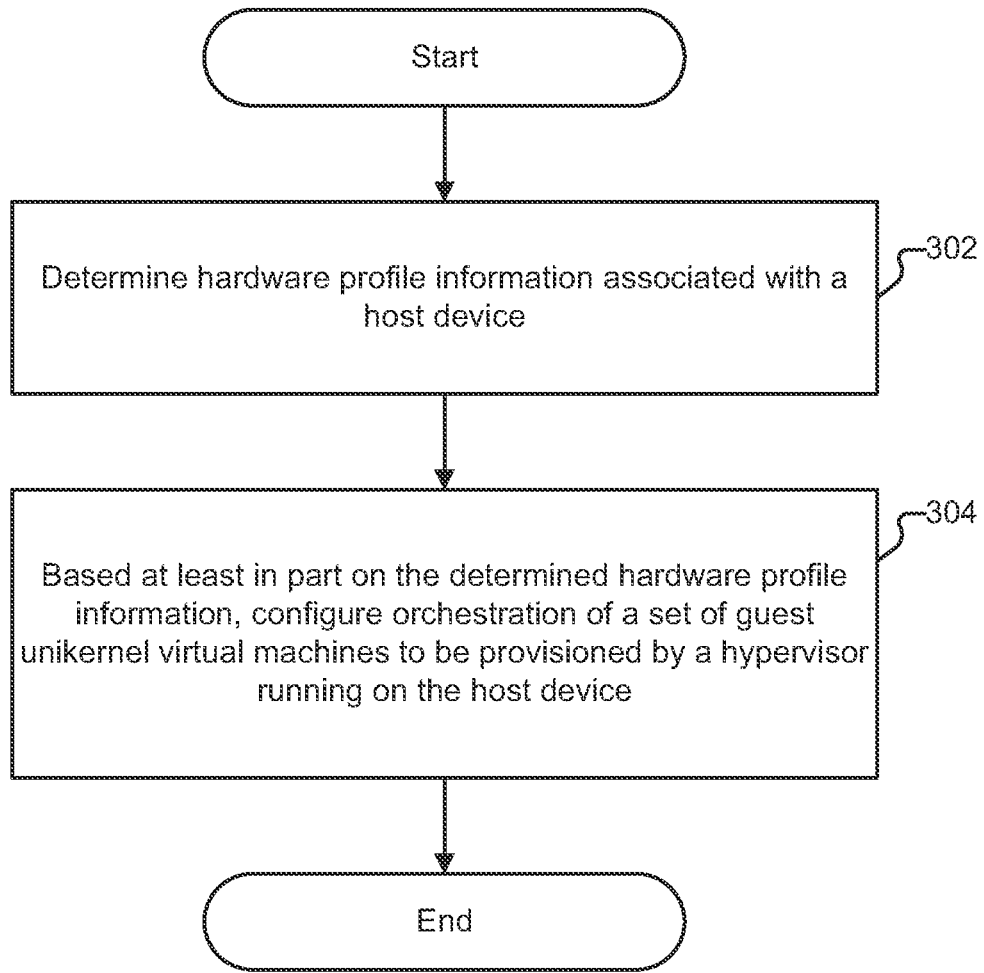 Start
Determine hardware profile information associated with a
host device
302
Based at least in part on the determined hardware profile
information, configure orchestration of a set of guest
unikernel virtual machines to be provisioned by a hypervisor
running on the host device
304
End